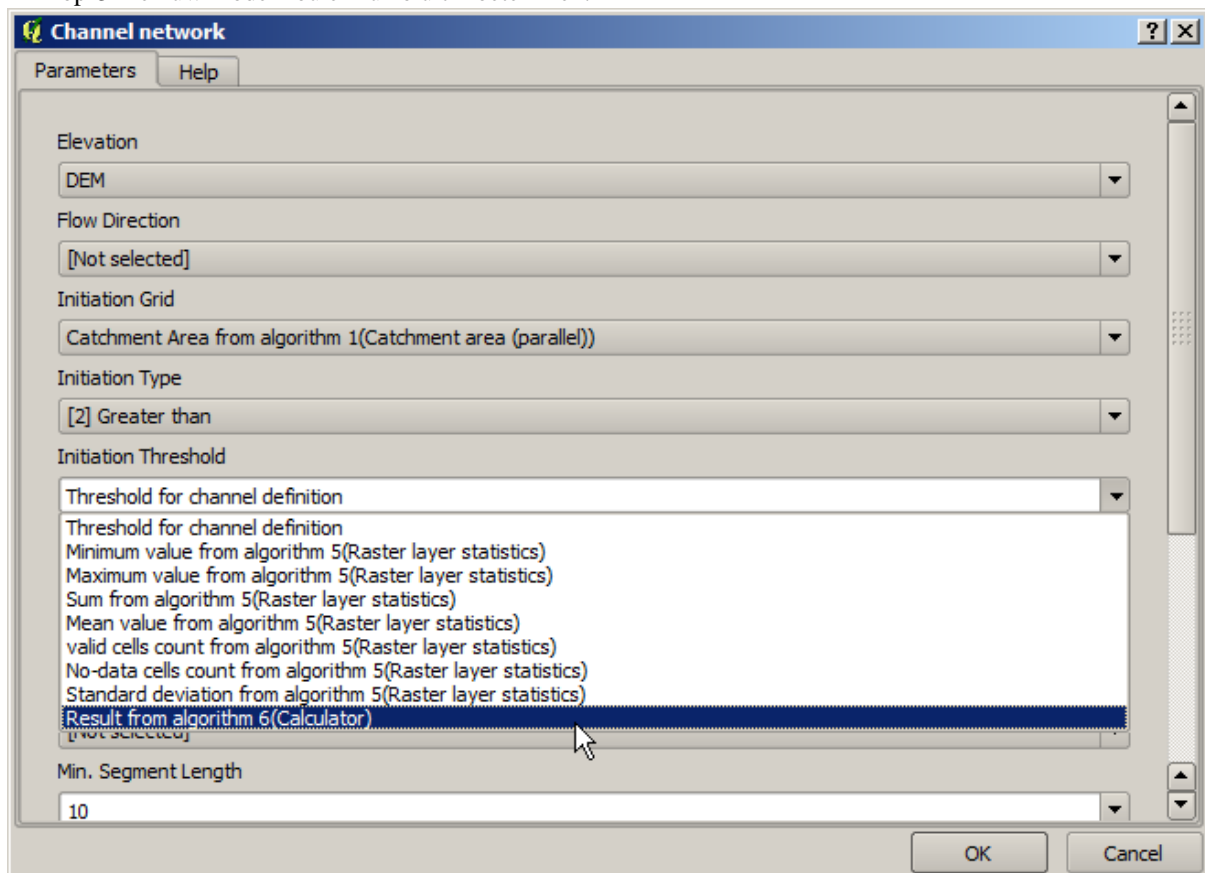 Channel network
Parameters Help
Elevation
DEM
Flow Direction
[Not selected]
Initiation Grid
Catchment Area from algorithm 1(Catchment area (parallel))
Initiation Type
[2] Greater than
Initiation Threshold
Threshold for channel definition
Threshold for channel definition
Minimum value from algorithm 5(Raster layer statistics)
Maximum value from algorithm 5(Raster layer statistics)
Sum from algorithm 5(Raster layer statistics)
Mean value from algorithm 5(Raster layer statistics)
valid cells count from algorithm 5(Raster layer statistics)
No-data cells count from algorithm 5(Raster layer statistics)
Standard deviation from algorithm 5(Raster layer statistics)
Result from algorithm 6(Calculator)
[Not selected]
Min. Segment Length
10
OK Cancel